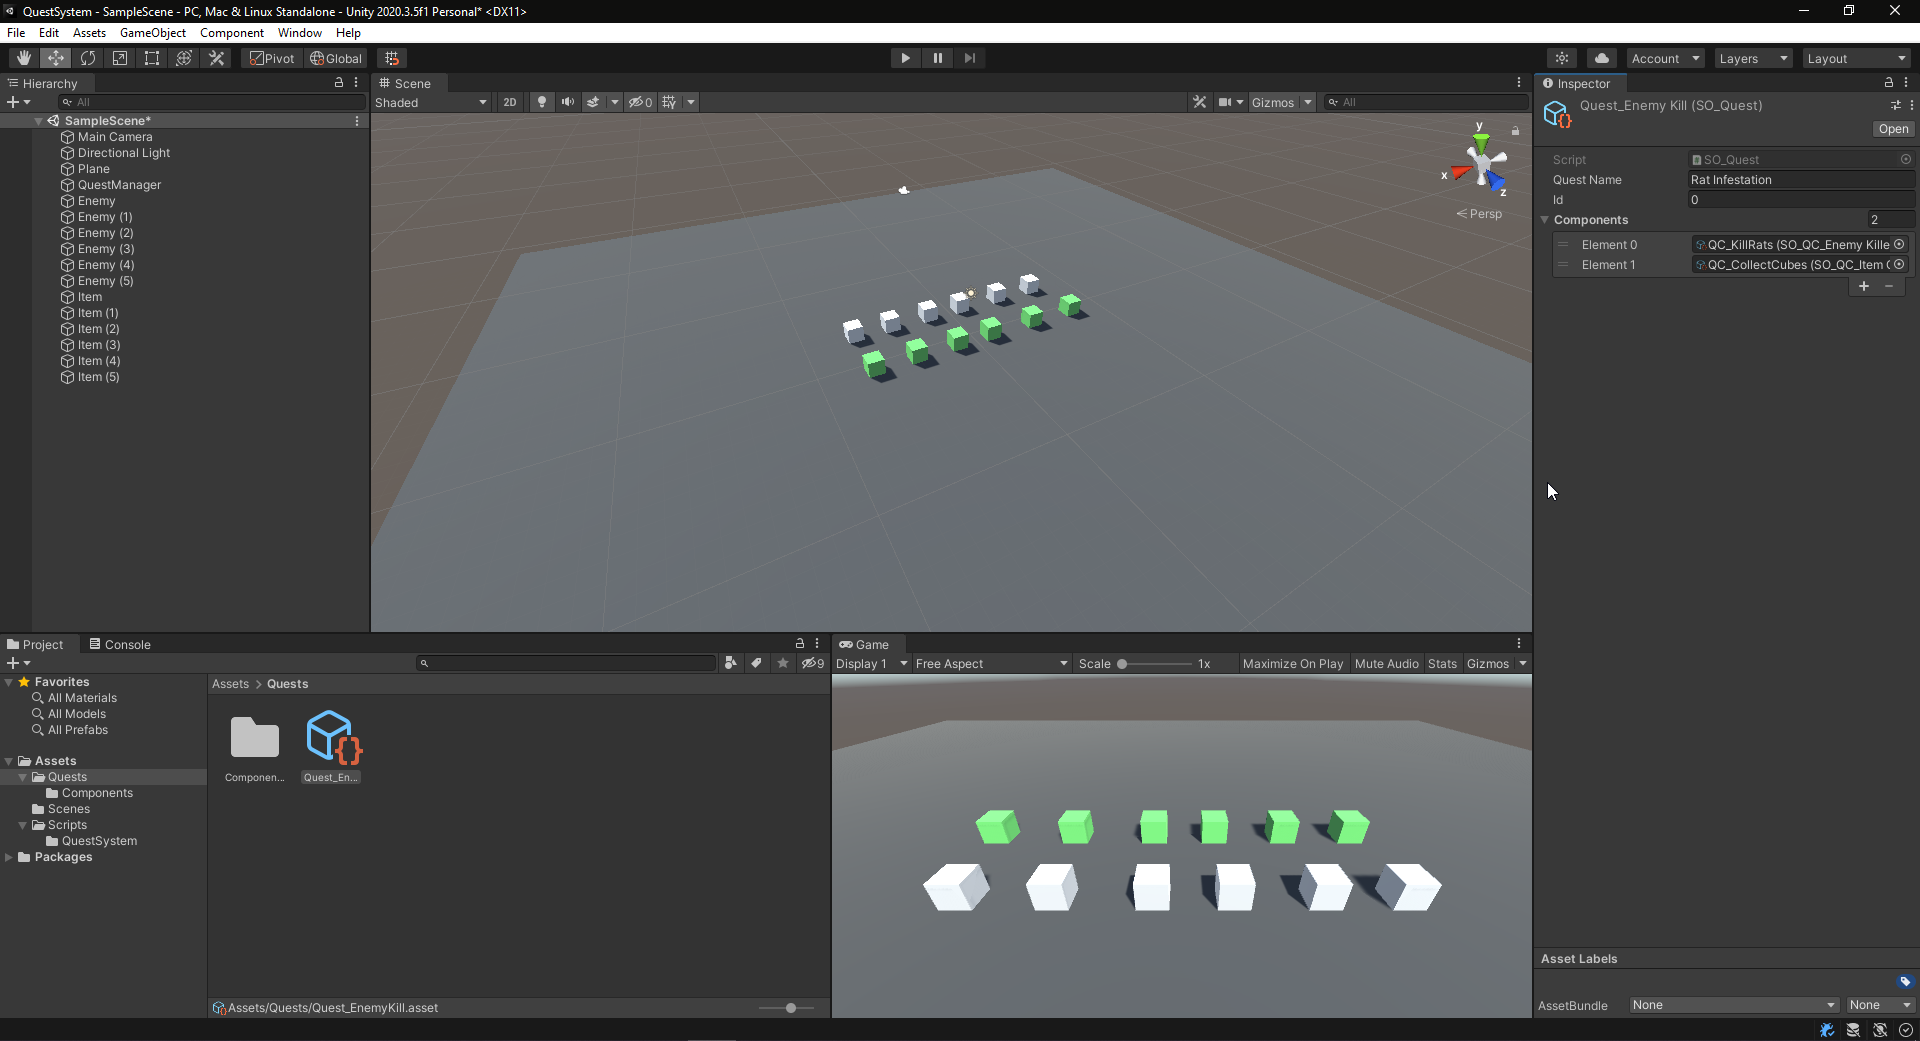 QuestSystem - SampleScene - PC, Mac & Linux Standalone - Unity 2020.3.5f1 Personal* <DX11>
File Edit Assets GameObject Component Window Help
Pivot Global Account Layers Layout
Hierarchy
All
SampleScene*
Main Camera
Directional Light
Plane
QuestManager
Enemy
Enemy (1)
Enemy (2)
Enemy (3)
Enemy (4)
Enemy (5)
Item
Item (1)
Item (2)
Item (3)
Item (4)
Item (5)
Scene
Shaded 2D 0 Gizmos All
y
x
z
Persp
Inspector
Quest_Enemy Kill (SO_Quest)
Open
Script SO_Quest
Quest Name Rat Infestation
Id 0
Components 2
Element 0 QC_KillRats (SO_QC_Enemy Kille
Element 1 QC_CollectCubes (SO_QC_Item (
Asset Labels
AssetBundle None None
Project Console
9
Favorites
All Materials
All Models
All Prefabs
Assets
Quests
Components
Scenes
Scripts
QuestSystem
Packages
Assets > Quests
Componen... Quest_En...
Assets/Quests/Quest_EnemyKill.asset
Game
Display 1 Free Aspect Scale 1x Maximize On Play Mute Audio Stats Gizmos